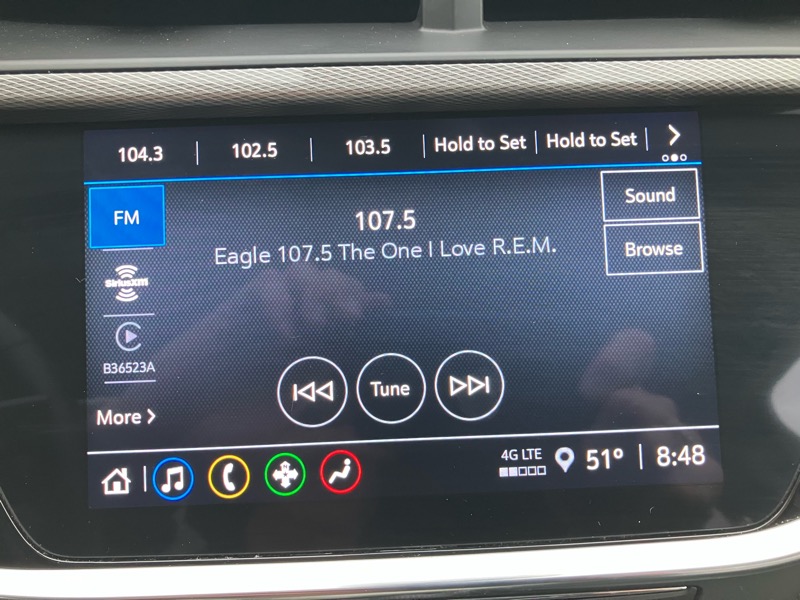 104.3 | 102.5 | 103.5 | Hold to Set | Hold to Set |
FM
107.5
Sound
Eagle 107.5 The One I Love R.E.M.
Browse
SiriusXM
B36523A
Tune
More
4G LTE
51° | 8:48